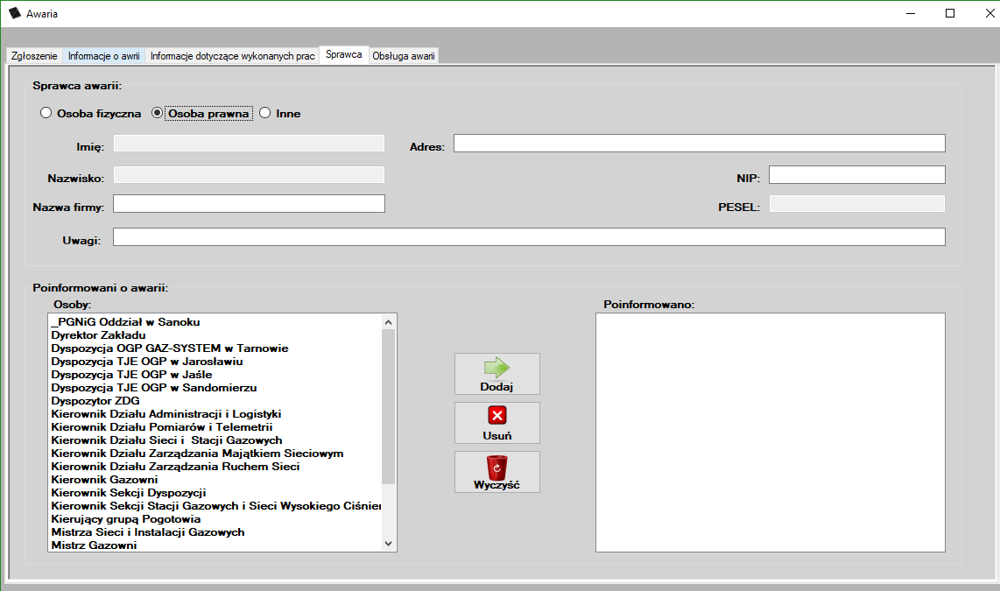 Awaria
Zgłoszenie Informacje o awrii Informacje dotyczące wykonanych prac Sprawca Obsługa awarii
Sprawca awarii:
Osoba fizyczna Osoba prawna Inne
Imię: Adres:
Nazwisko: NIP:
Nazwa firmy: PESEL:
Uwagi:
Poinformowani o awarii:
Osoby: Poinformowano:
_PGNiG Oddział w Sanoku
Dyrektor Zakładu
Dyspozycja OGP GAZ-SYSTEM w Tarnowie
Dyspozycja TJE OGP w Jarosławiu
Dyspozycja TJE OGP w Jaśle
Dyspozycja TJE OGP w Sandomierzu
Dyspozytor ZDG
Kierownik Działu Administracji i Logistyki
Kierownik Działu Pomiarów i Telemetrii
Kierownik Działu Sieci i  Stacji Gazowych
Kierownik Działu Zarządzania Majątkiem Sieciowym
Kierownik Działu Zarządzania Ruchem Sieci
Kierownik Gazowni
Kierownik Sekcji Dyspozycji
Kierownik Sekcji Stacji Gazowych i Sieci Wysokiego Ciśnier
Kierujący grupą Pogotowia
Mistrza Sieci i Instalacji Gazowych
Mistrz Gazowni
Dodaj
Usuń
Wyczyść